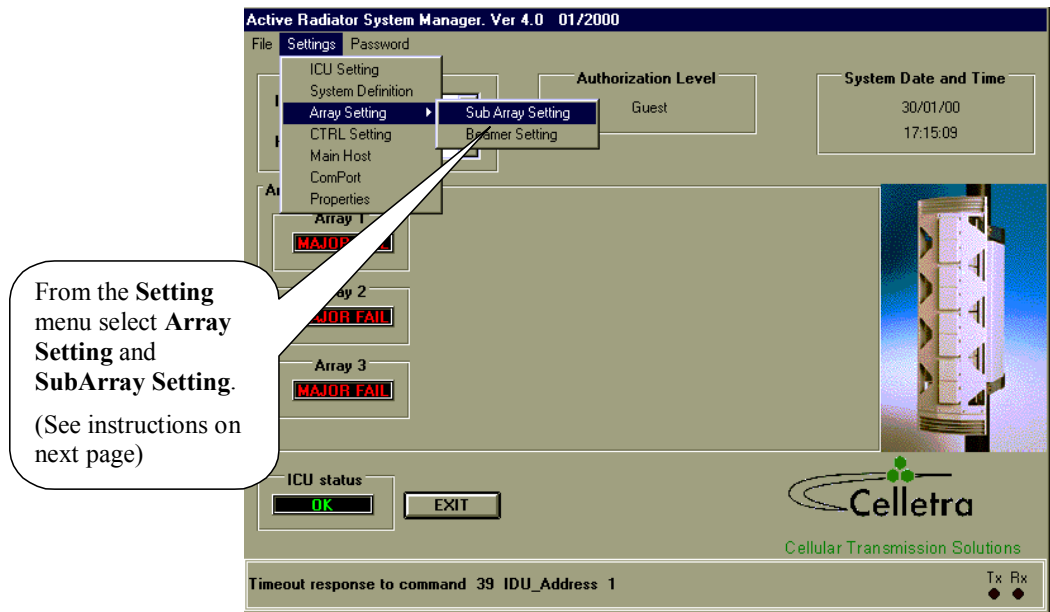 Active Radiator System Manager. Ver 4.0 01/2000
File Settings Password
ICU Setting
System Definition
Array Setting
CTRL Setting
Main Host
ComPort
Properties
Sub Array Setting
Beamer Setting
Authorization Level
Guest
System Date and Time
30/01/00
17:15:09
Array 1
MAJOR
2
FAIL
Array 3
MAJOR FAIL
From the Setting
menu select Array
Setting and
SubArray Setting.
(See instructions on
next page)
ICU status
OK
EXIT
Celletra
Cellular Transmission Solutions
Timeout response to command 39 IDU_Address 1
Tx Rx